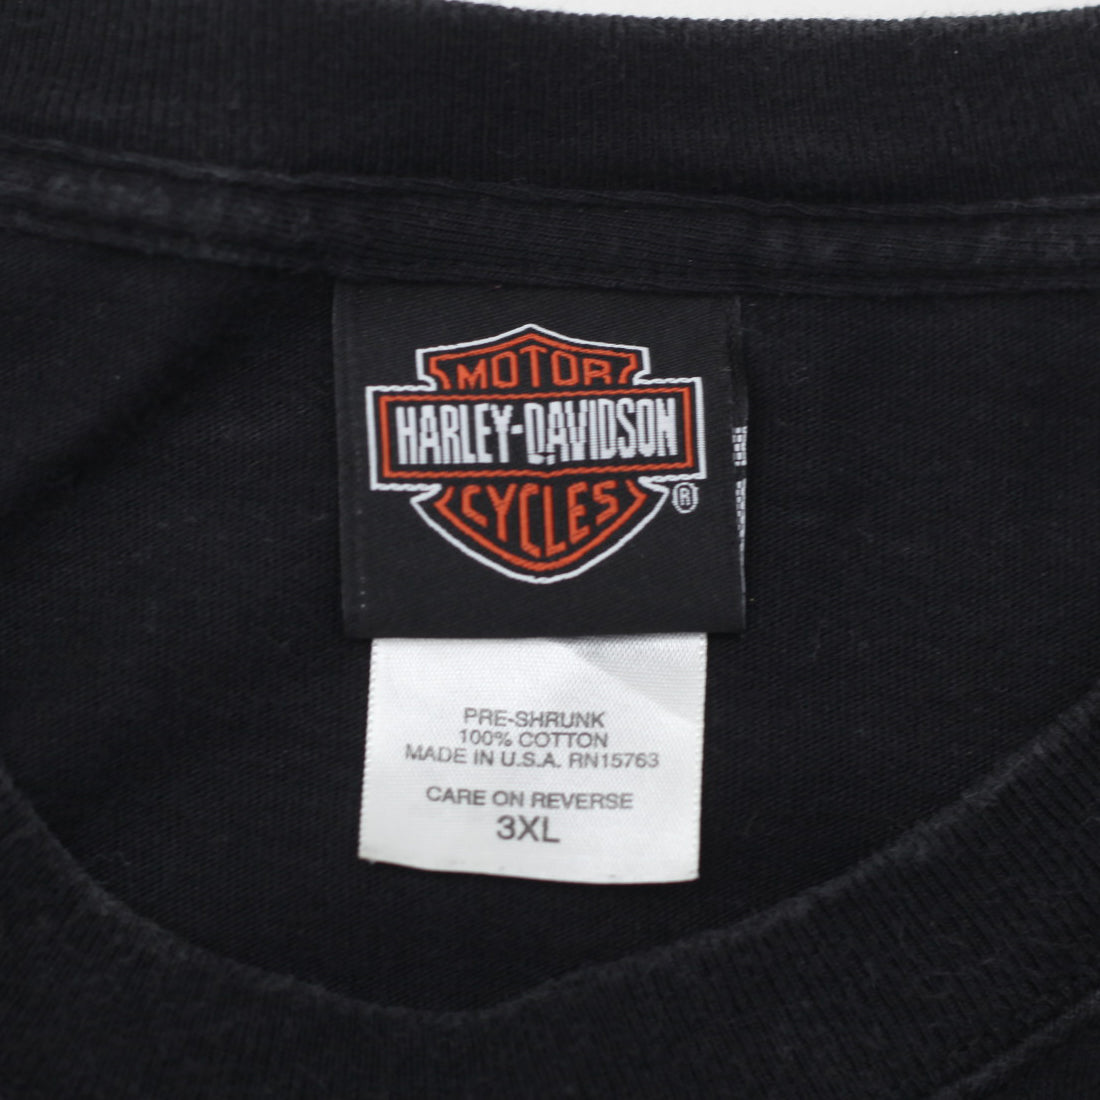 MOTOR
HARLEY-DAVIDSON
CYCLES
®
PRE-SHRUNK
100% COTTON
MADE IN U.S.A. RN15763
CARE ON REVERSE
3XL